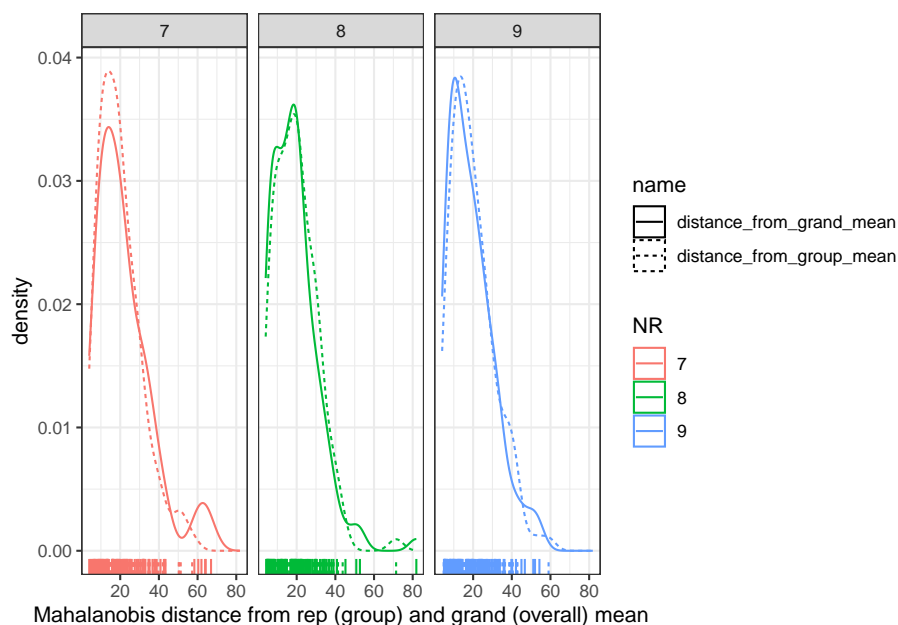 7 8 9
0.04
0.03
0.02
0.01
0.00
density
20 40 60 80 20 40 60 80 20 40 60 80
Mahalanobis distance from rep (group) and grand (overall) mean
name
distance_from_grand_mean
distance_from_group_mean
NR
7
8
9